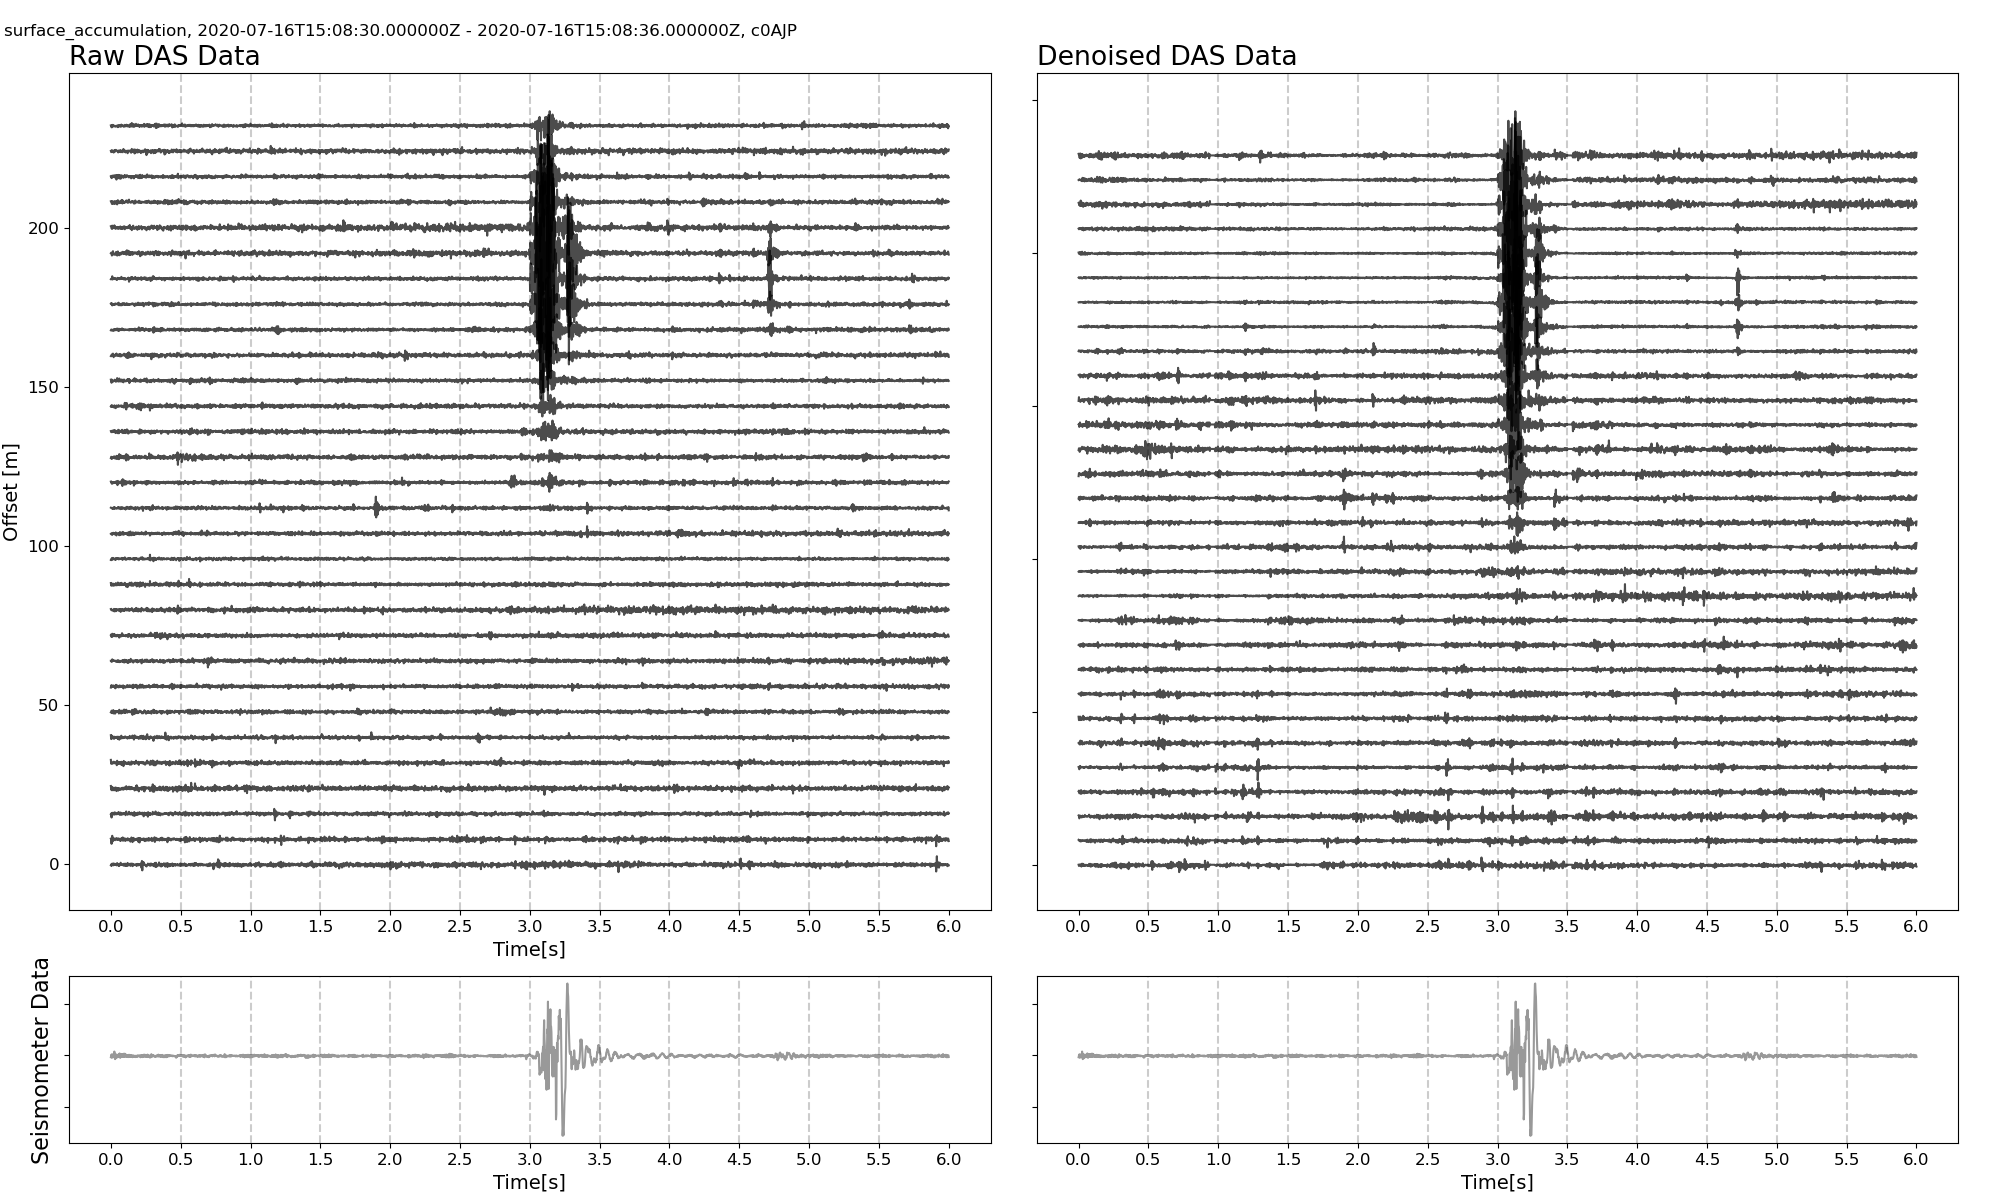 surface_accumulation, 2020-07-16T15:08:30.000000Z - 2020-07-16T15:08:36.000000Z, c0AJP
Raw DAS Data
Denoised DAS Data
Offset [m]
200
150
100
50
0
0.0 0.5 1.0 1.5 2.0 2.5 3.0 3.5 4.0 4.5 5.0 5.5 6.0
Time[s]
0.0 0.5 1.0 1.5 2.0 2.5 3.0 3.5 4.0 4.5 5.0 5.5 6.0
Seismometer Data
0.0 0.5 1.0 1.5 2.0 2.5 3.0 3.5 4.0 4.5 5.0 5.5 6.0
Time[s]
0.0 0.5 1.0 1.5 2.0 2.5 3.0 3.5 4.0 4.5 5.0 5.5 6.0
Time[s]